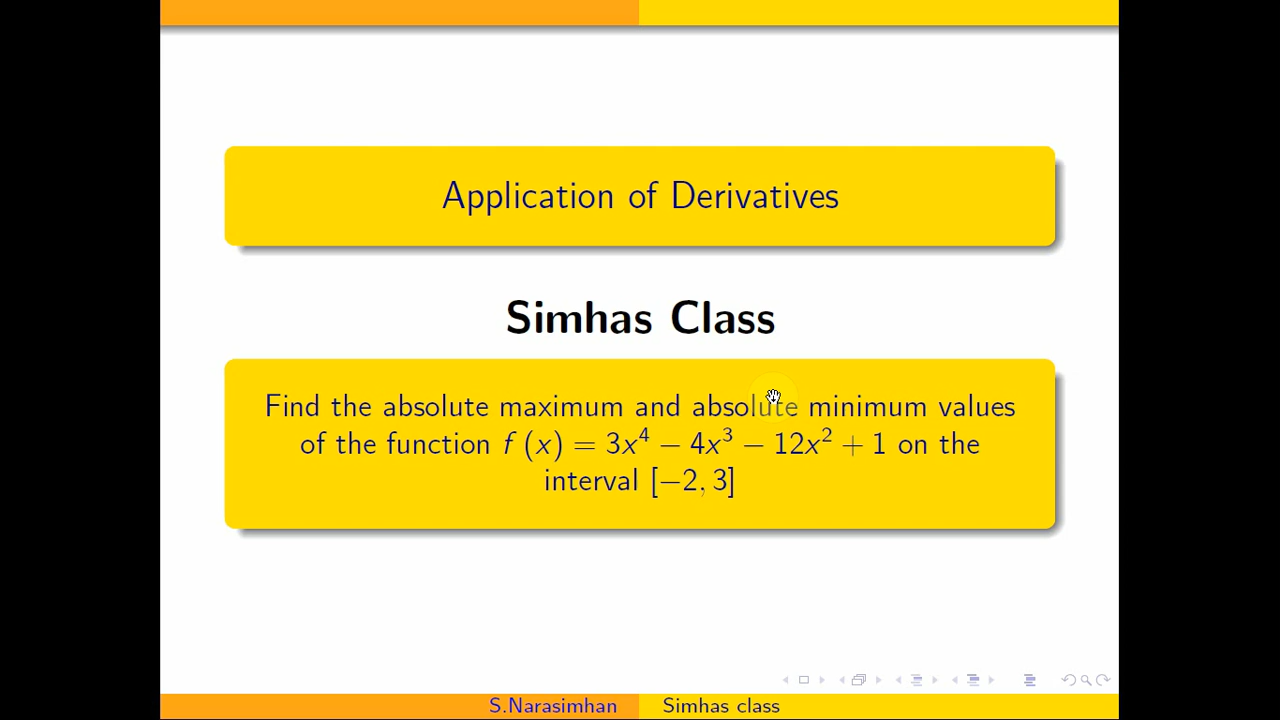 Application of Derivatives
Simhas Class
Find the absolute maximum and absolute minimum values
of the function f (x) = 3x⁴ − 4x³ − 12x² + 1 on the
interval [−2, 3]
S.Narasimhan
Simhas class